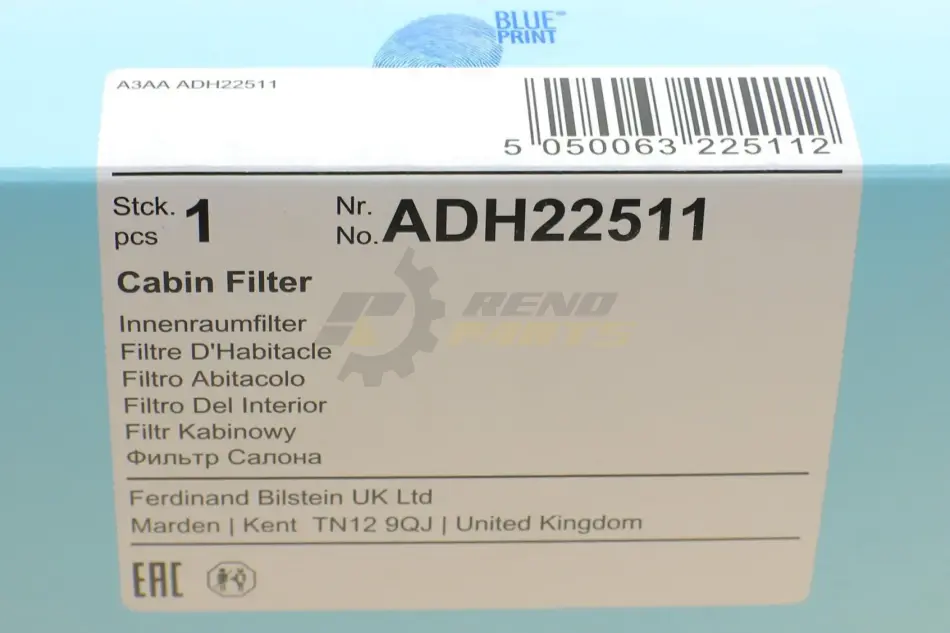 BLUE
PRINT
A3AA ADH22511
5 050063 225112
Stck. 1
pcs
Nr.
No. ADH22511
Cabin Filter
Innenraumfilter
Filtre D'Habitacle
Filtro Abitacolo
Filtro Del Interior
Filtr Kabinowy
Фильтр Салона
RENO
PARTS
Ferdinand Bilstein UK Ltd
Marden | Kent TN12 9QJ | United Kingdom
EAC